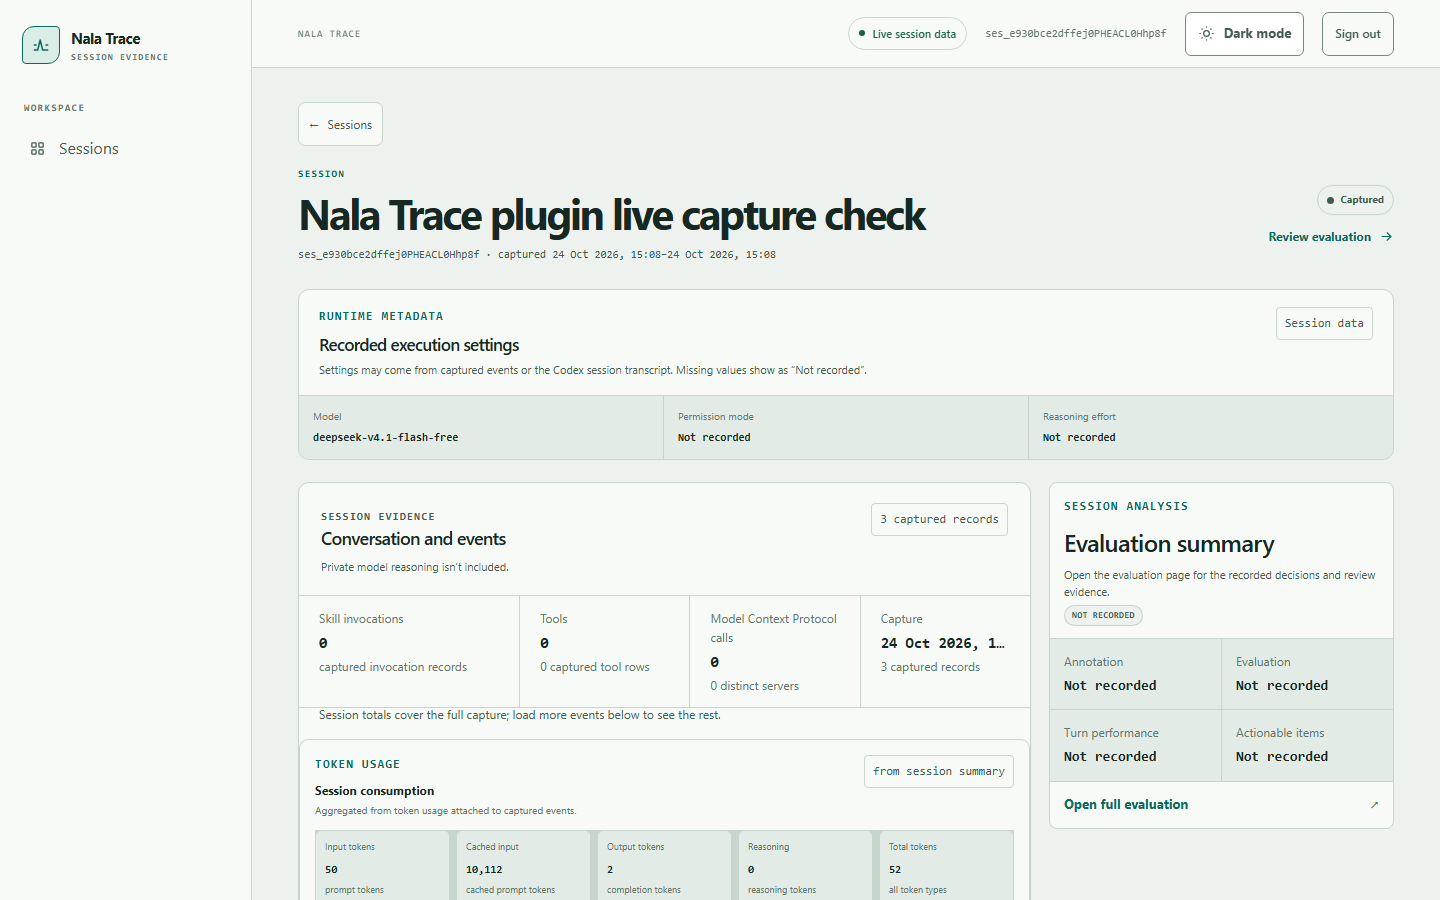 Nala Trace
SESSION EVIDENCE
WORKSPACE
Sessions
NALA TRACE
Live session data
ses_e930bce2dffej0PHEACL0Hhp8f
Dark mode
Sign out
← Sessions
SESSION
Nala Trace plugin live capture check
ses_e930bce2dffej0PHEACL0Hhp8f · captured 24 Oct 2026, 15:08–24 Oct 2026, 15:08
Captured
Review evaluation →
RUNTIME METADATA
Recorded execution settings
Settings may come from captured events or the Codex session transcript. Missing values show as “Not recorded”.
Session data
Model
deepseek-v4.1-flash-free
Permission mode
Not recorded
Reasoning effort
Not recorded
SESSION EVIDENCE
Conversation and events
Private model reasoning isn't included.
3 captured records
Skill invocations
0
captured invocation records
Tools
0
0 captured tool rows
Model Context Protocol
calls
0
0 distinct servers
Capture
24 Oct 2026, 1…
3 captured records
Session totals cover the full capture; load more events below to see the rest.
TOKEN USAGE
Session consumption
Aggregated from token usage attached to captured events.
from session summary
Input tokens
50
prompt tokens
Cached input
10,112
cached prompt tokens
Output tokens
2
completion tokens
Reasoning
0
reasoning tokens
Total tokens
52
all token types
SESSION ANALYSIS
Evaluation summary
Open the evaluation page for the recorded decisions and review
evidence.
NOT RECORDED
Annotation
Not recorded
Evaluation
Not recorded
Turn performance
Not recorded
Actionable items
Not recorded
Open full evaluation ↗